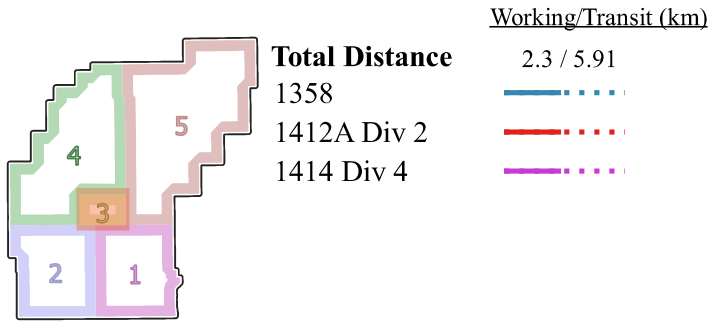 Working/Transit (km)
Total Distance 2.3 / 5.91
1358
1412A Div 2
1414 Div 4
5
4
3
2 1